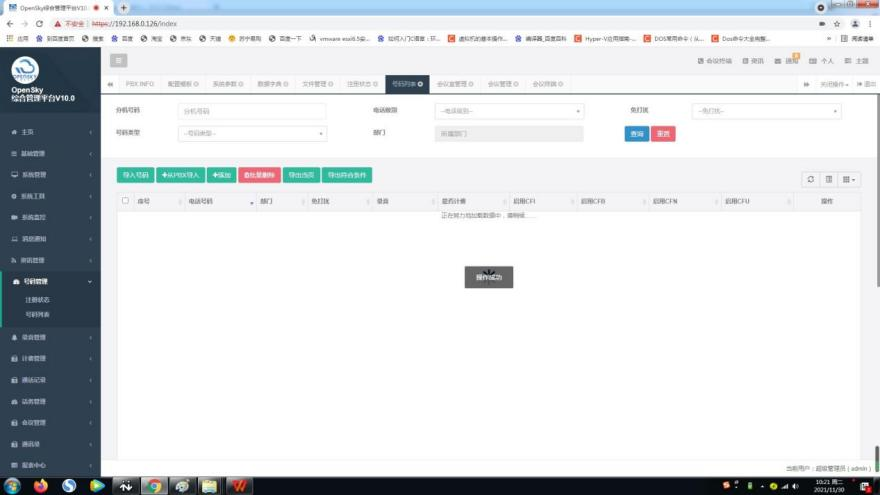 OpenSky综合管理平台V10
不安全 | https://192.168.0.126/index
应用 到百度首页 搜索 百度 淘宝 京东 天猫 苏宁易购 百度一下 vmware esxi6.5安... 如何入门C语言 : 环... 虚拟机的基本操作... 编译器_百度百科 Hyper-V应用指南-... DOS常用命令 ( 从... Dos命令大全完整... » 阅读清单
OPENSKY
OpenSky
综合管理平台V10.0
会议终端 资讯 通知 个人 主题
PBX INFO 配置模板 系统参数 数据字典 文件管理 注册状态 号码列表 会议室管理 会议管理 会议终端 关闭操作 退出
分机号码 分机号码 电话级别 --电话级别-- 免打扰 --免打扰--
号码类型 --号码类型-- 部门 所属部门 查询 重置
主页
基础管理
系统管理
系统工具
系统监控
消息通知
资讯管理
号码管理
注册状态
号码列表
录音管理
计费管理
通话记录
话务管理
会议管理
通讯录
报表中心
导入号码 +从PBX导入 +添加 批量删除 导出当页 导出符合条件
序号 电话号码 部门 免打扰 录音 是否计费 启用CFI 启用CFB 启用CFN 启用CFU 操作
正在努力地加载数据中，请稍候……
操作成功
当前用户：超级管理员 ( admin )
10:21 周二
2021/11/30